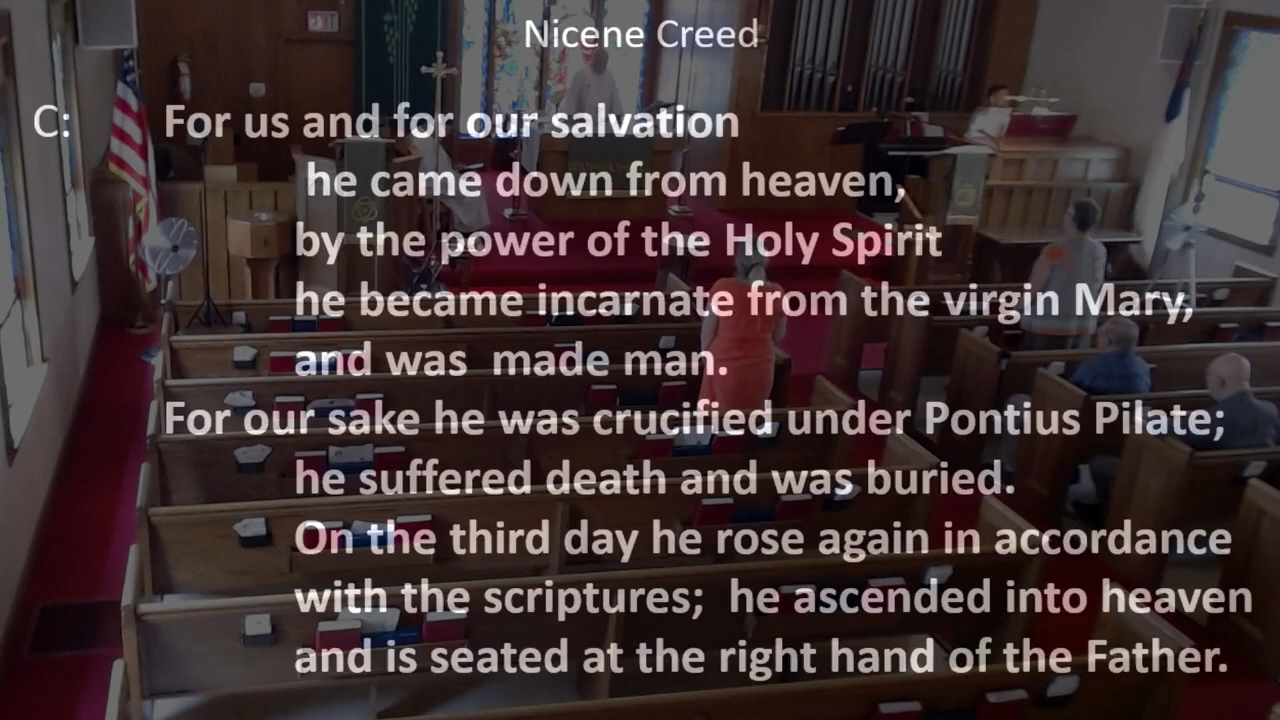 Nicene Creed
C: For us and for our salvation
he came down from heaven,
by the power of the Holy Spirit
he became incarnate from the virgin Mary,
and was made man.
For our sake he was crucified under Pontius Pilate;
he suffered death and was buried.
On the third day he rose again in accordance
with the scriptures; he ascended into heaven
and is seated at the right hand of the Father.